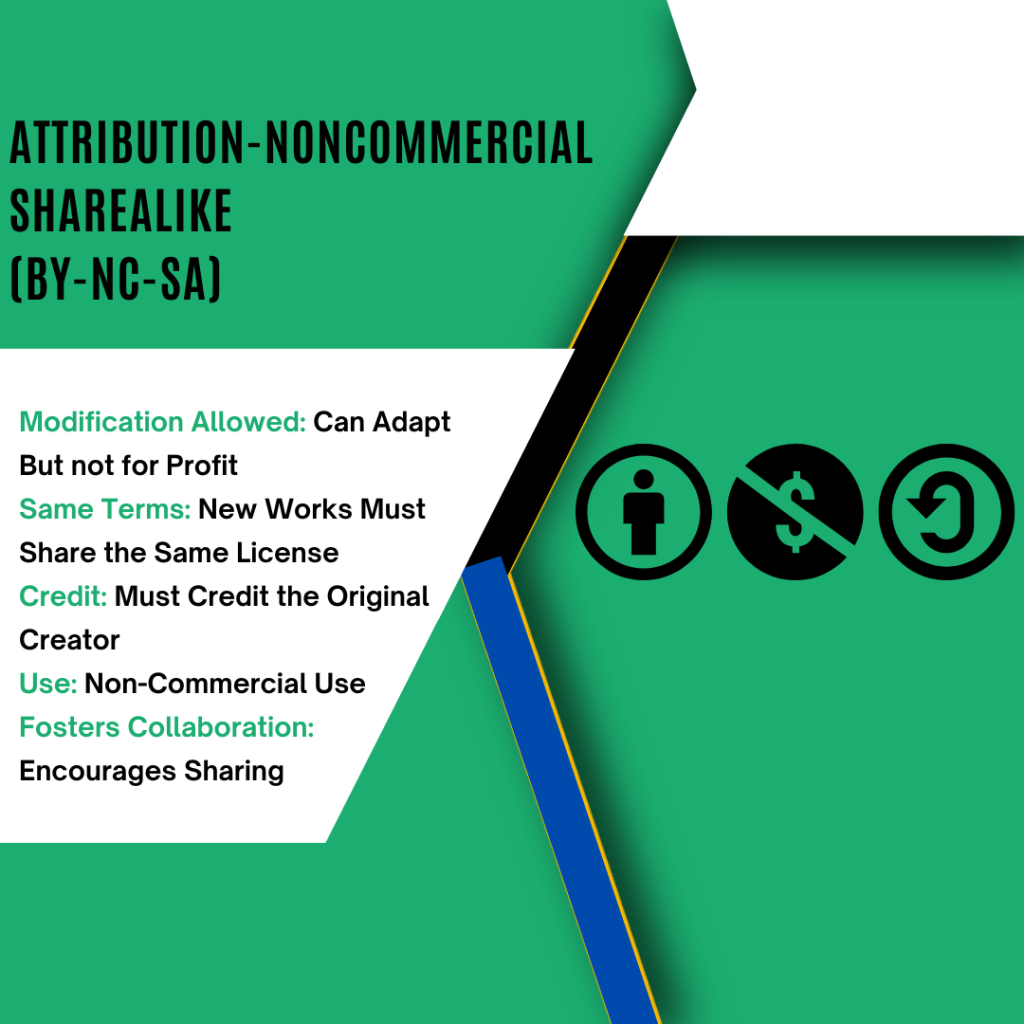 ATTRIBUTION-NONCOMMERCIAL
SHAREALIKE
(BY-NC-SA)
Modification Allowed: Can Adapt
But not for Profit
Same Terms: New Works Must
Share the Same License
Credit: Must Credit the Original
Creator
Use: Non-Commercial Use
Fosters Collaboration:
Encourages Sharing
$